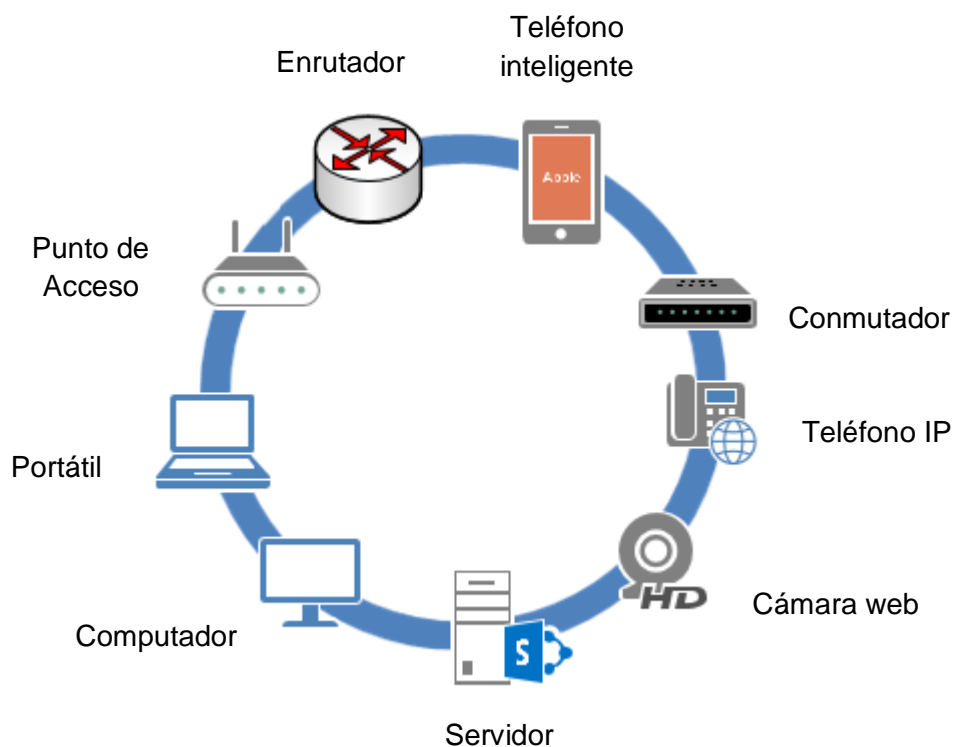 Teléfono
inteligente
Enrutador
Apple
Punto de
Acceso
Conmutador
Teléfono IP
Portátil
HD
Cámara web
Computador
S
Servidor